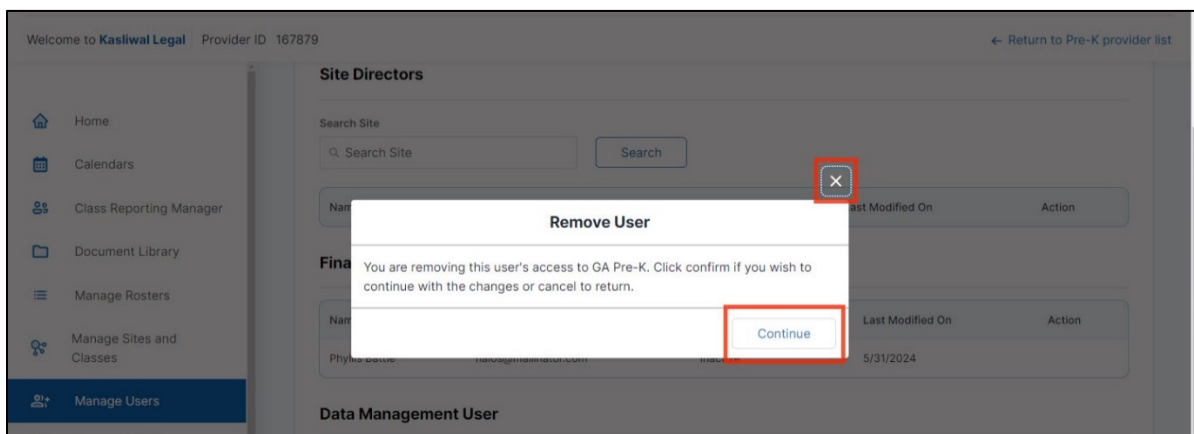 Welcome to Kasliwal Legal Provider ID 167879
← Return to Pre-K provider list
Home
Calendars
Class Reporting Manager
Document Library
Manage Rosters
Manage Sites and
Classes
Manage Users
Site Directors
Search Site
Search Site
Search
Last Modified On Action
Remove User
You are removing this user's access to GA Pre-K. Click confirm if you wish to
continue with the changes or cancel to return.
Continue
Last Modified On Action
5/31/2024
Data Management User